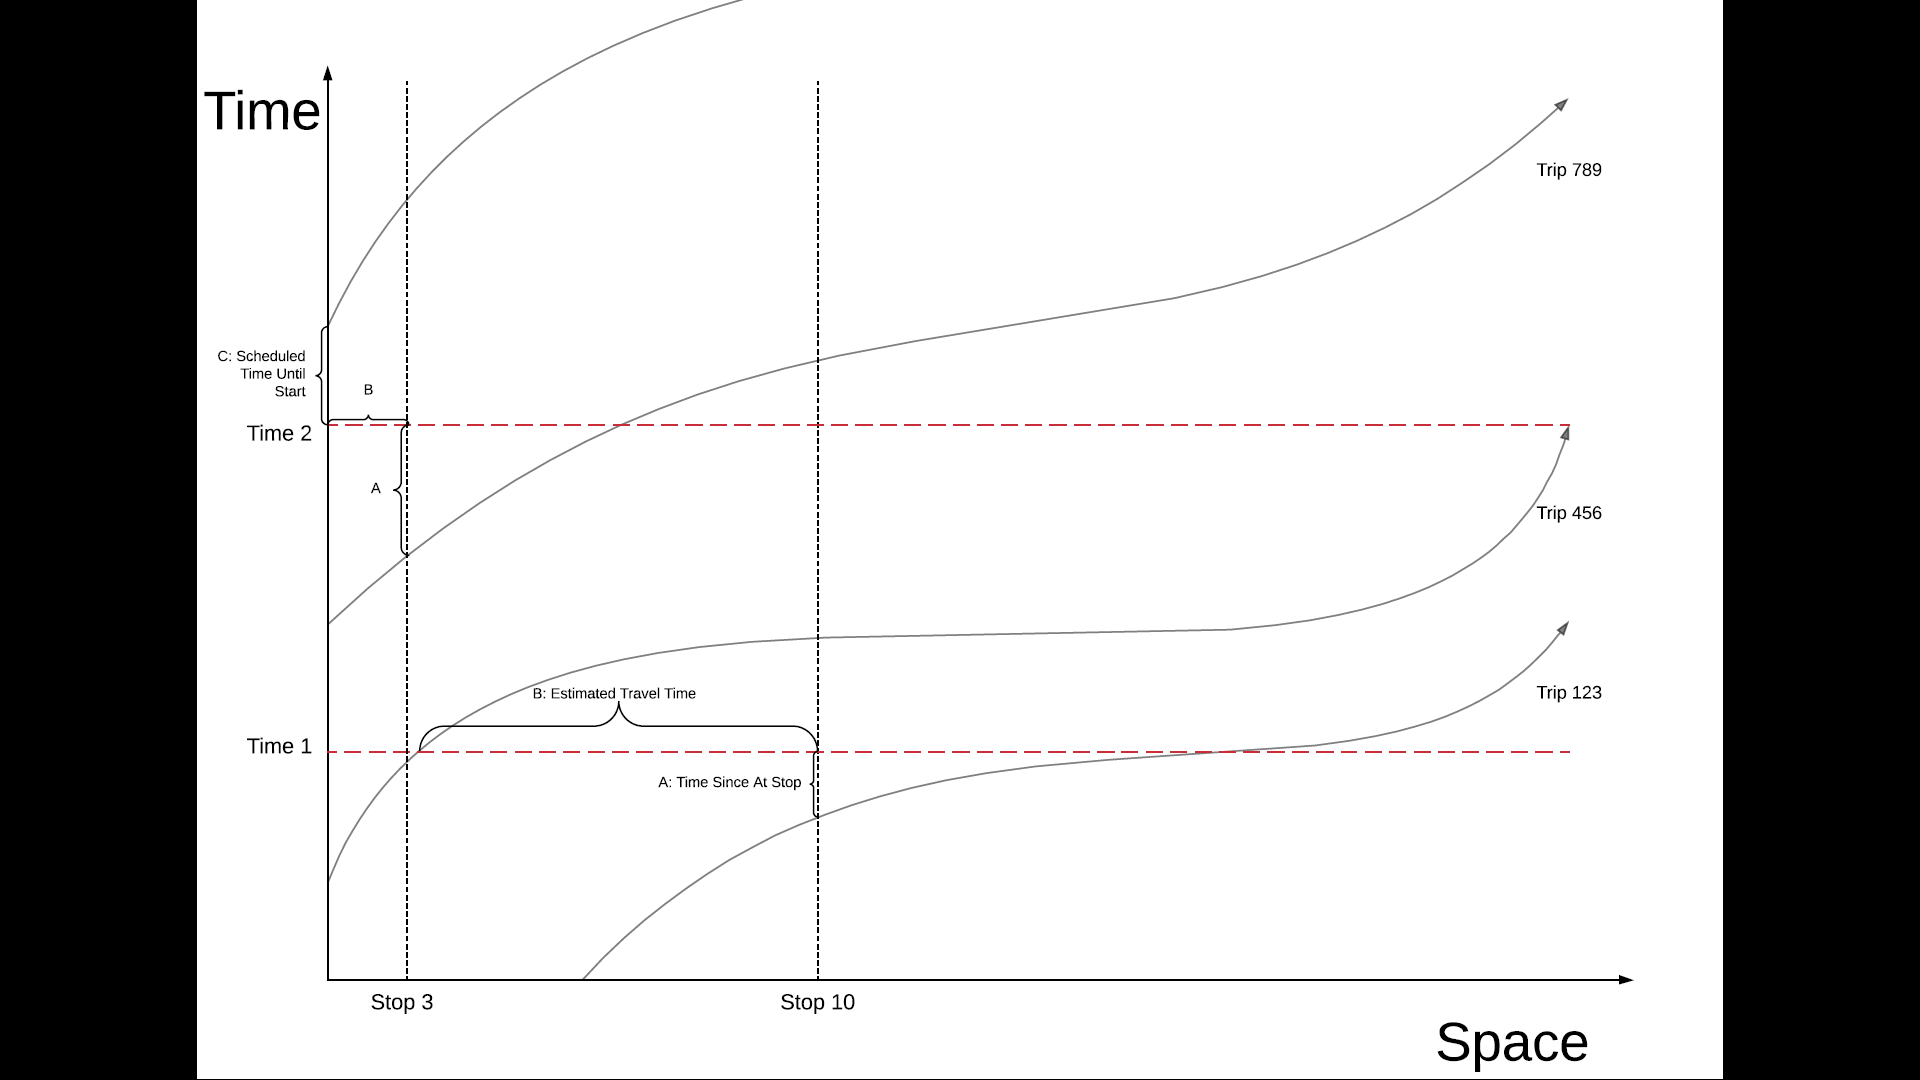 Time
Trip 789
C: Scheduled
Time Until
Start
B
Time 2
A
Trip 456
B: Estimated Travel Time
Trip 123
Time 1
A: Time Since At Stop
Stop 3
Stop 10
Space